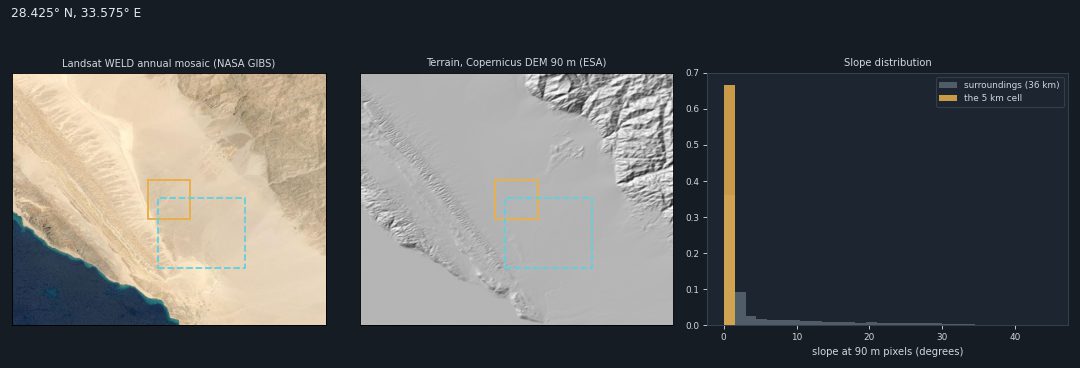 28.425° N, 33.575° E
Landsat WELD annual mosaic (NASA GIBS)
Terrain, Copernicus DEM 90 m (ESA)
Slope distribution
surroundings (36 km)
the 5 km cell
0.7
0.6
0.5
0.4
0.3
0.2
0.1
0.0
0 10 20 30 40
slope at 90 m pixels (degrees)